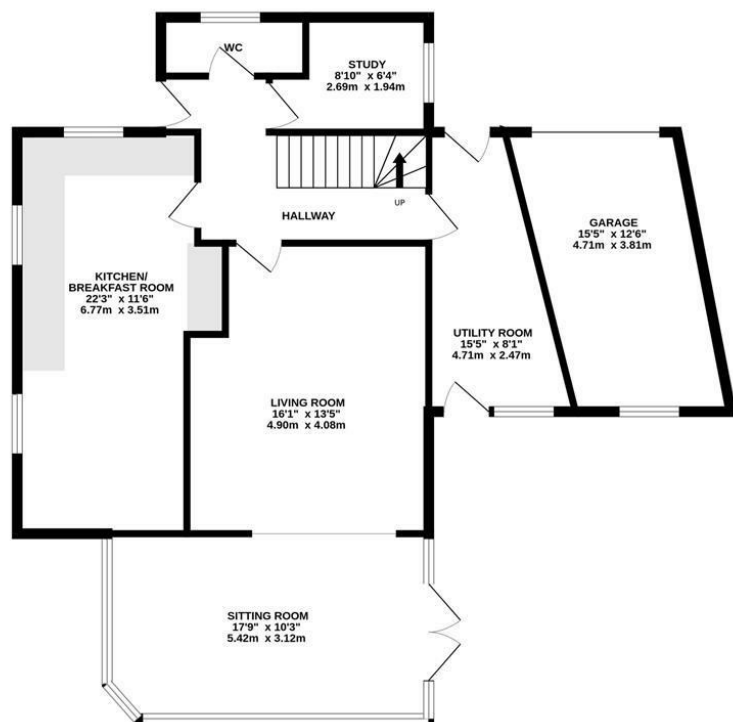 WC
STUDY
8'10" x 6'4"
2.69m x 1.94m
UP
HALLWAY
GARAGE
15'5" x 12'6"
4.71m x 3.81m
KITCHEN/
BREAKFAST ROOM
22'3" x 11'6"
6.77m x 3.51m
UTILITY ROOM
15'5" x 8'1"
4.71m x 2.47m
LIVING ROOM
16'1" x 13'5"
4.90m x 4.08m
SITTING ROOM
17'9" x 10'3"
5.42m x 3.12m